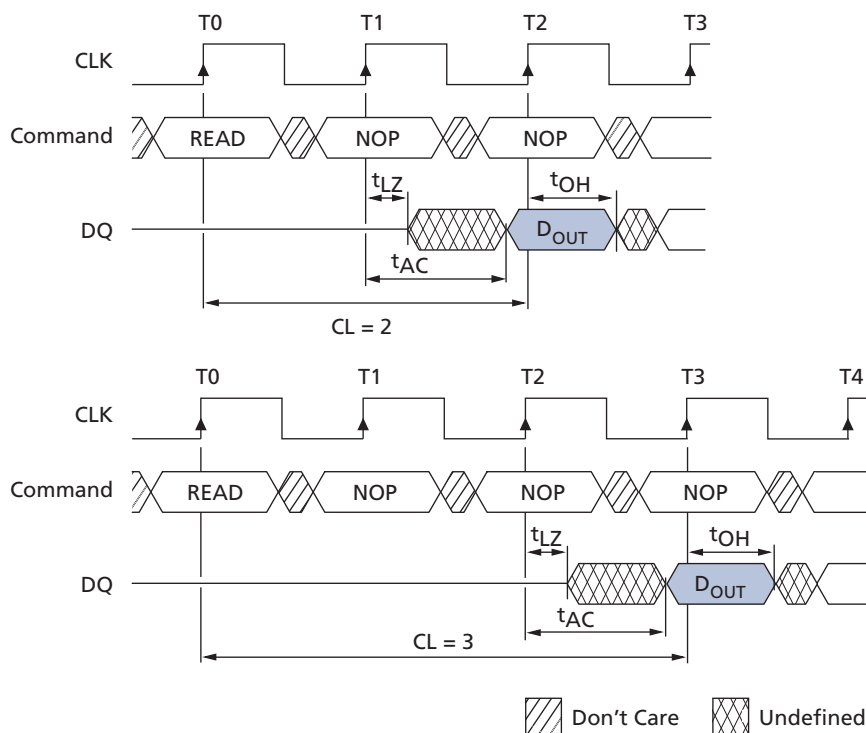 T0 T1 T2 T3
CLK
Command READ NOP NOP
tLZ tOH
DQ DOUT
tAC
CL = 2
T0 T1 T2 T3 T4
CLK
Command READ NOP NOP NOP
tLZ tOH
DQ DOUT
tAC
CL = 3
Don't Care Undefined